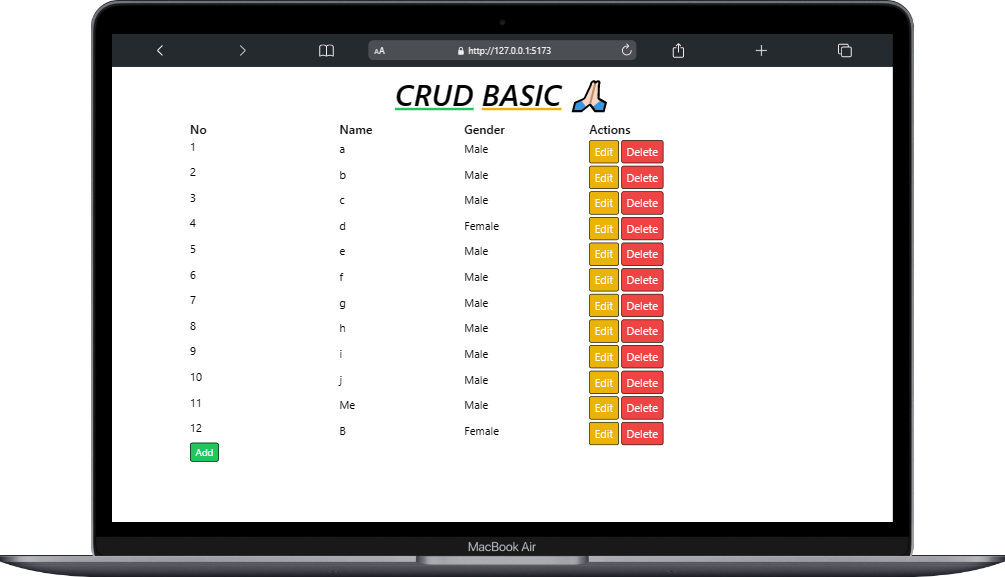 AA http://127.0.0.1:5173
CRUD BASIC 🙏🏻
No Name Gender Actions
1 a Male Edit Delete
2 b Male Edit Delete
3 c Male Edit Delete
4 d Female Edit Delete
5 e Male Edit Delete
6 f Male Edit Delete
7 g Male Edit Delete
8 h Male Edit Delete
9 i Male Edit Delete
10 j Male Edit Delete
11 Me Male Edit Delete
12 B Female Edit Delete
Add
MacBook Air